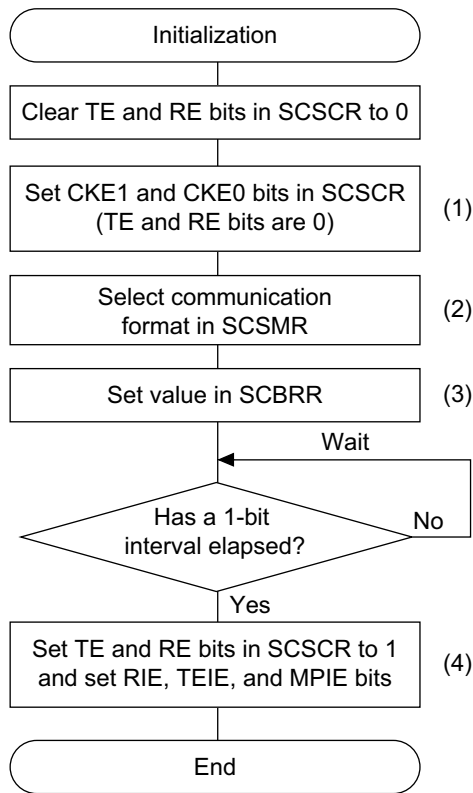 Initialization
Clear TE and RE bits in SCSCR to 0
Set CKE1 and CKE0 bits in SCSCR
(TE and RE bits are 0)
(1)
Select communication
format in SCSMR
(2)
Set value in SCBRR
(3)
Wait
Has a 1-bit
interval elapsed?
No
Yes
Set TE and RE bits in SCSCR to 1
and set RIE, TEIE, and MPIE bits
(4)
End